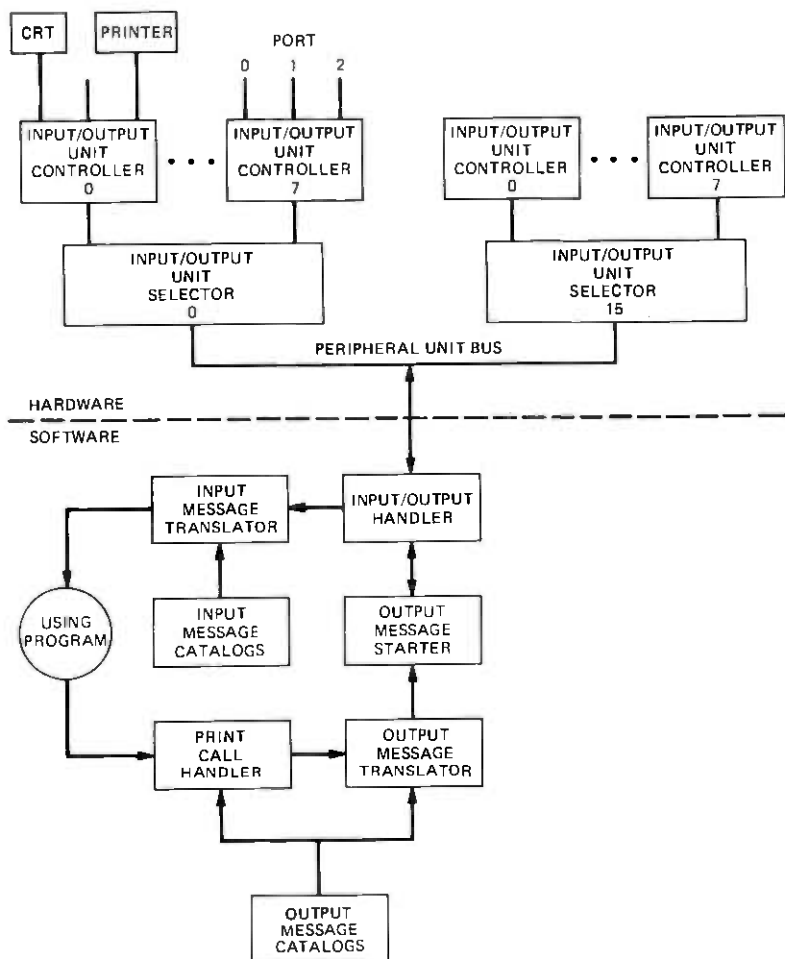 CRT
PRINTER
PORT
0 1 2
INPUT/OUTPUT
UNIT
CONTROLLER
0
INPUT/OUTPUT
UNIT
CONTROLLER
7
INPUT/OUTPUT
UNIT
CONTROLLER
0
INPUT/OUTPUT
UNIT
CONTROLLER
7
INPUT/OUTPUT
UNIT
SELECTOR
0
INPUT/OUTPUT
UNIT
SELECTOR
15
PERIPHERAL UNIT BUS
HARDWARE
SOFTWARE
INPUT
MESSAGE
TRANSLATOR
INPUT/OUTPUT
HANDLER
USING
PROGRAM
INPUT
MESSAGE
CATALOGS
OUTPUT
MESSAGE
STARTER
PRINT
CALL
HANDLER
OUTPUT
MESSAGE
TRANSLATOR
OUTPUT
MESSAGE
CATALOGS